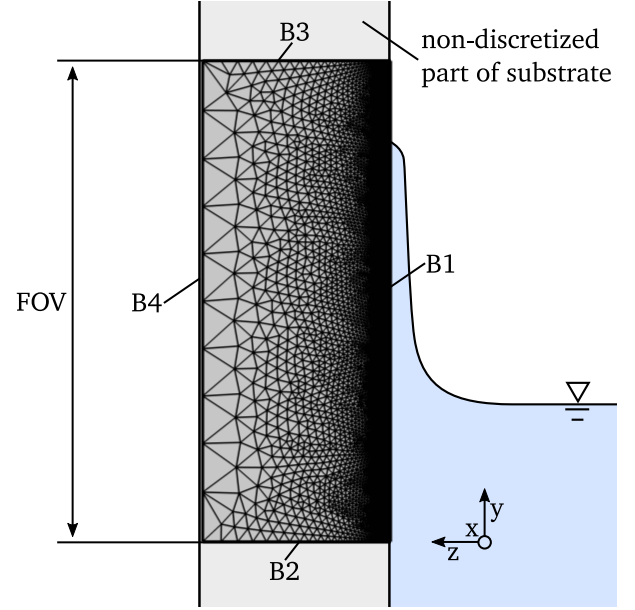 B3
non-discretized
part of substrate
B1
FOV
B4
y
x
z
B2